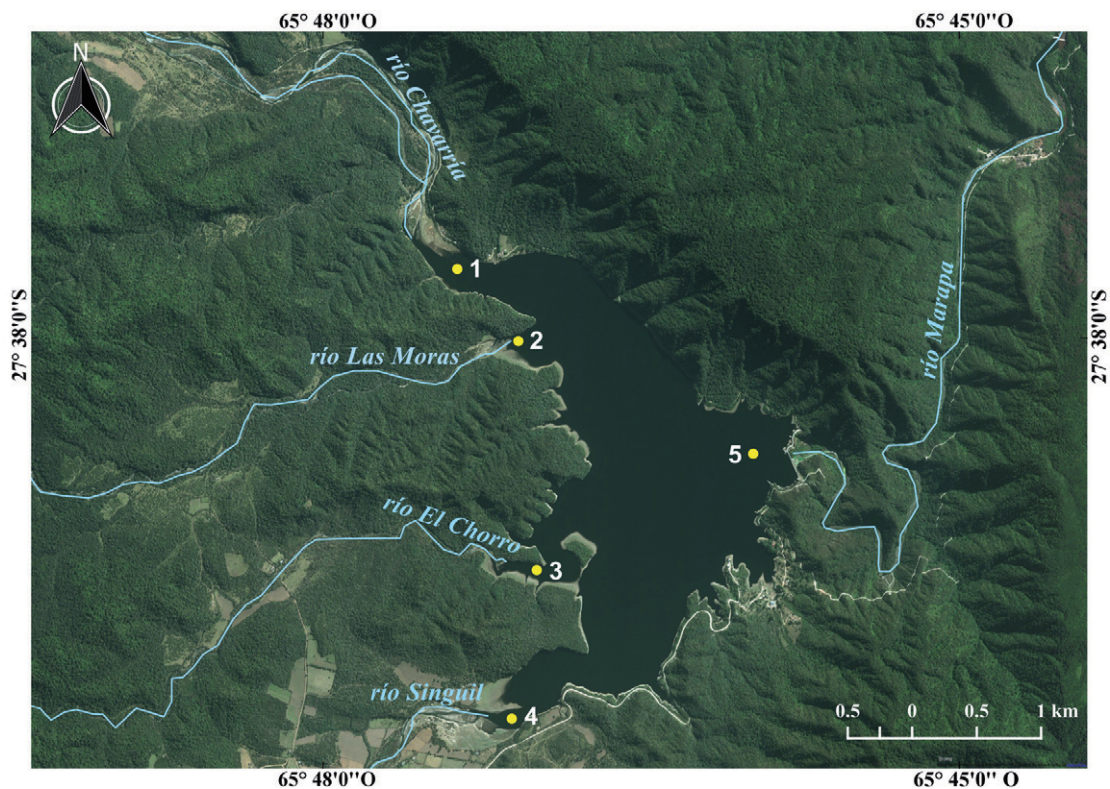 65° 48'0''O
65° 45'0''O
N
río Chavarría
1
27° 38'0''S
27° 38'0''S
2
río Las Moras
río Marapa
5
río El Chorro
3
río Singuil
4
0.5 0 0.5 1 km
65° 48'0''O
65° 45'0'' O